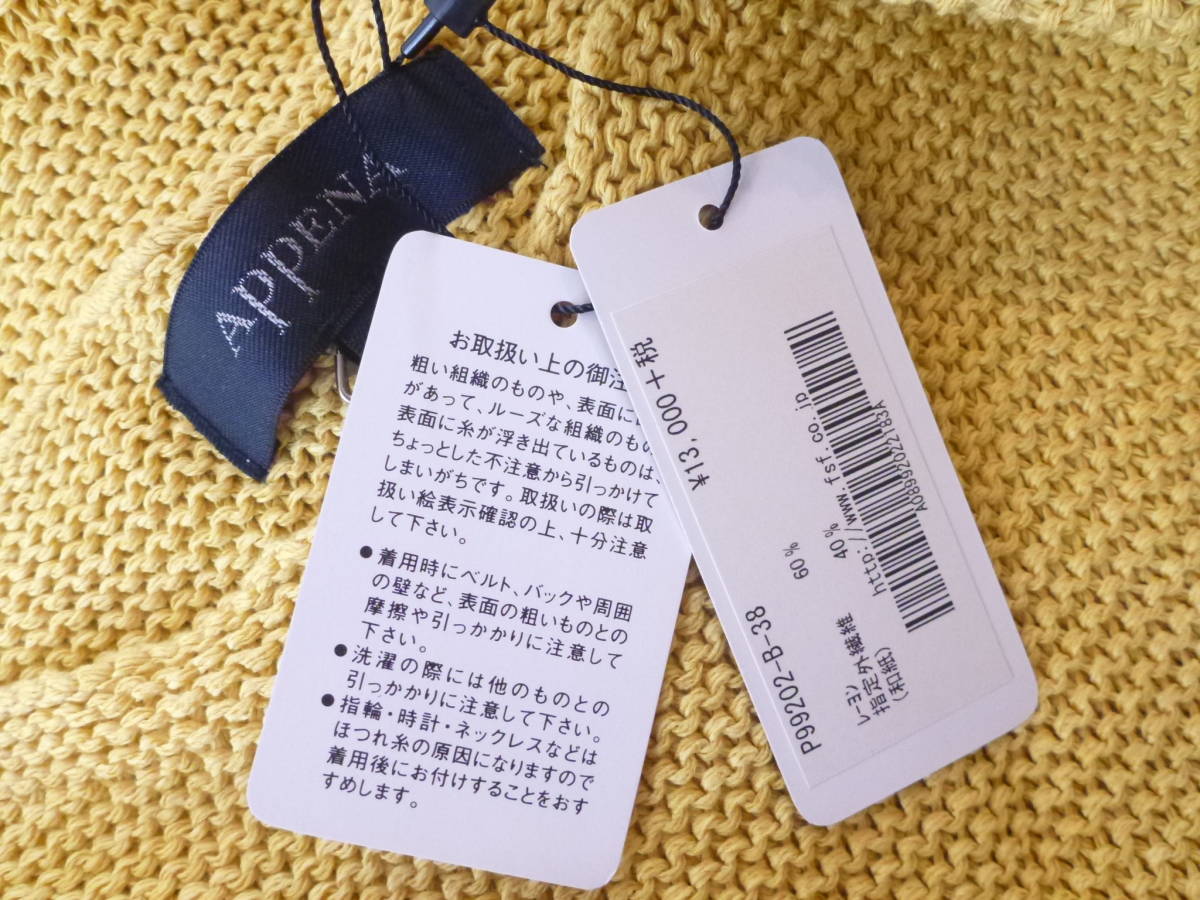 APPENA
お取扱い上の御注
粗い組織のものや、表面に
があって、ルーズな組織のもの
表面に糸が浮き出ているものは、
ちょっとした不注意から引っかけて
しまいがちです。取扱いの際は取
扱い絵表示確認の上、十分注意
して下さい。
●着用時にベルト、バックや周囲
の壁など、表面の粗いものとの
摩擦や引っかかりに注意して
下さい。
●洗濯の際には他のものとの
引っかかりに注意して下さい。
●指輪・時計・ネックレスなどは
ほつれ糸の原因になりますので
着用後にお付けすることをおす
すめします。
¥13,000+税
P99202-B-38
レーヨン 60%
指定外繊維 40%
(和紙)
http://www.fsf.co.jp